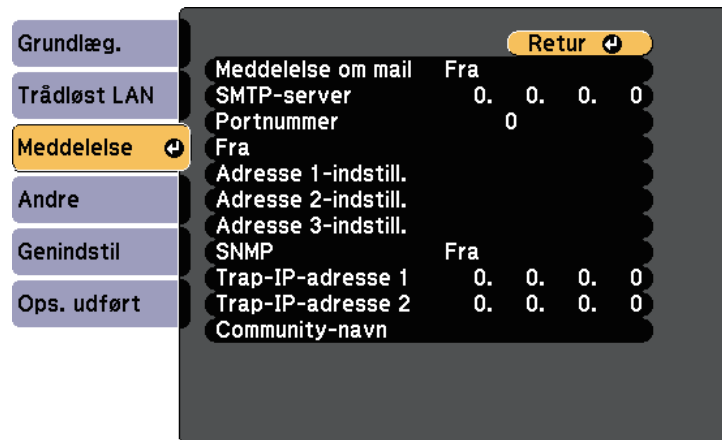 Grundlæg.
Trådløst LAN
Meddelelse
Andre
Genindstil
Ops. udført
Retur
Meddelelse om mail Fra
SMTP-server 0. 0. 0. 0
Portnummer 0
Fra
Adresse 1-indstill.
Adresse 2-indstill.
Adresse 3-indstill.
SNMP Fra
Trap-IP-adresse 1 0. 0. 0. 0
Trap-IP-adresse 2 0. 0. 0. 0
Community-navn